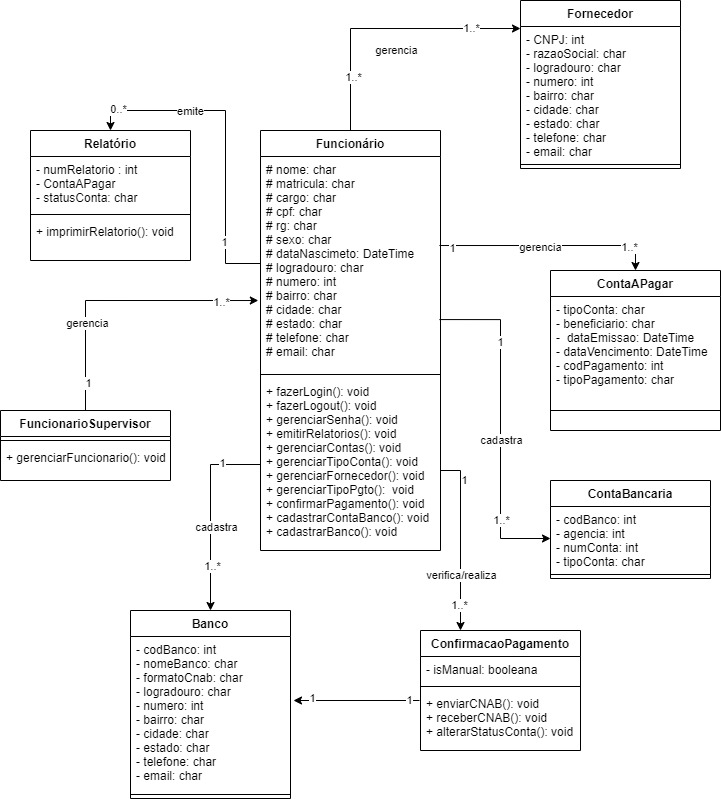 Fornecedor
- CNPJ: int
- razaoSocial: char
- logradouro: char
- numero: int
- bairro: char
- cidade: char
- estado: char
- telefone: char
- email: char
1..*
gerencia
1..*
0..*
emite
1
Relatório
- numRelatorio : int
- ContaAPagar
- statusConta: char
+ imprimirRelatorio(): void
Funcionário
# nome: char
# matricula: char
# cargo: char
# cpf: char
# rg: char
# sexo: char
# dataNascimeto: DateTime
# logradouro: char
# numero: int
# bairro: char
# cidade: char
# estado: char
# telefone: char
# email: char
+ fazerLogin(): void
+ fazerLogout(): void
+ gerenciarSenha(): void
+ emitirRelatorios(): void
+ gerenciarContas(): void
+ gerenciarTipoConta(): void
+ gerenciarFornecedor(): void
+ gerenciarTipoPgto():  void
+ confirmarPagamento(): void
+ cadastrarContaBanco(): void
+ cadastrarBanco(): void
1
gerencia
1..*
ContaAPagar
- tipoConta: char
- beneficiario: char
-  dataEmissao: DateTime
- dataVencimento: DateTime
- codPagamento: int
- tipoPagamento: char
1..*
gerencia
1
FuncionarioSupervisor
+ gerenciarFuncionario(): void
1
cadastra
1..*
ContaBancaria
- codBanco: int
- agencia: int
- numConta: int
- tipoConta: char
1
cadastra
1..*
1
verifica/realiza
1..*
Banco
- codBanco: int
- nomeBanco: char
- formatoCnab: char
- logradouro: char
- numero: int
- bairro: char
- cidade: char
- estado: char
- telefone: char
- email: char
1
1
ConfirmacaoPagamento
- isManual: booleana
+ enviarCNAB(): void
+ receberCNAB(): void
+ alterarStatusConta(): void